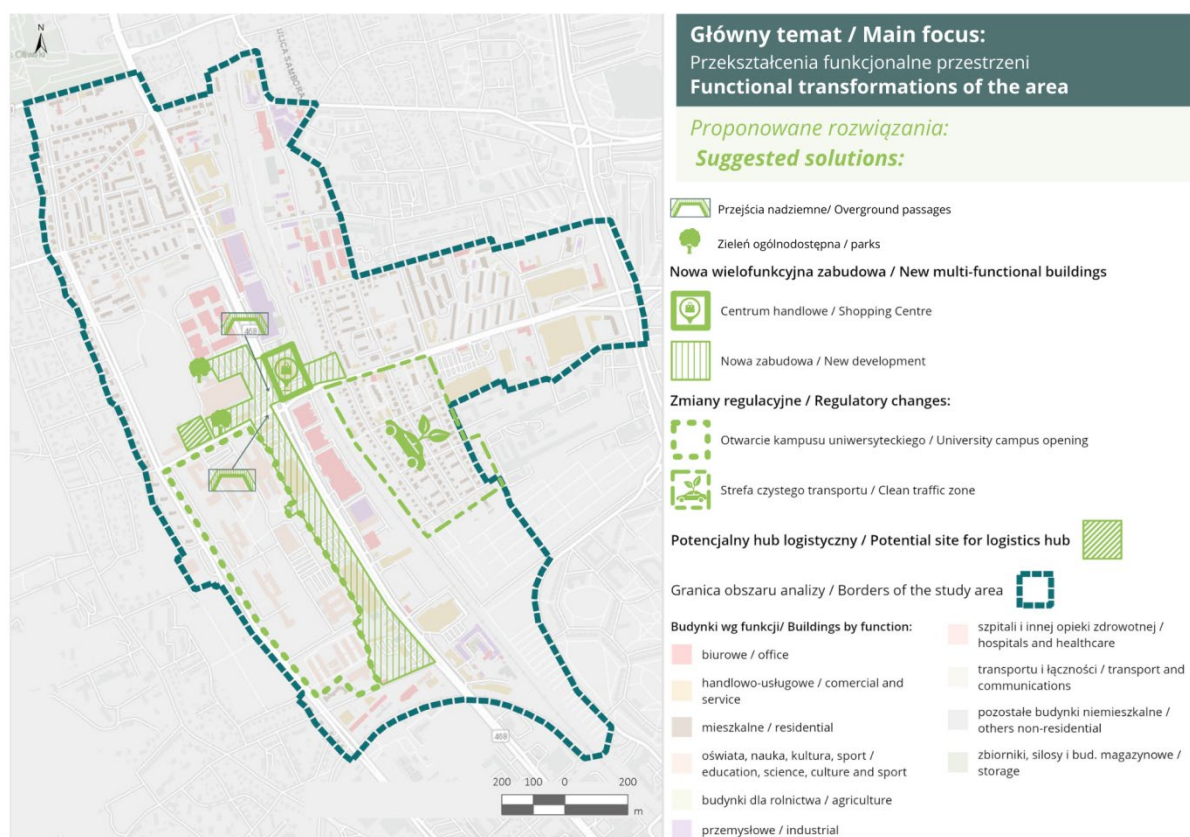 N
ULICA SAMBORA
468
468
200 100 0 200
m
Główny temat / Main focus:
Przekształcenia funkcjonalne przestrzeni
Functional transformations of the area
Proponowane rozwiązania:
Suggested solutions:
Przejścia nadziemne/ Overground passages
Zieleń ogólnodostępna / parks
Nowa wielofunkcyjna zabudowa / New multi-functional buildings
Centrum handlowe / Shopping Centre
Nowa zabudowa / New development
Zmiany regulacyjne / Regulatory changes:
Otwarcie kampusu uniwersyteckiego / University campus opening
Strefa czystego transportu / Clean traffic zone
Potencjalny hub logistyczny / Potential site for logistics hub
Granica obszaru analizy / Borders of the study area
Budynki wg funkcji/ Buildings by function:
biurowe / office
handlowo-usługowe / comercial and
service
mieszkalne / residential
oświata, nauka, kultura, sport /
education, science, culture and sport
budynki dla rolnictwa / agriculture
przemysłowe / industrial
szpitali i innej opieki zdrowotnej /
hospitals and healthcare
transportu i łączności / transport and
communications
pozostałe budynki niemieszkalne /
others non-residential
zbiorniki, silosy i bud. magazynowe /
storage